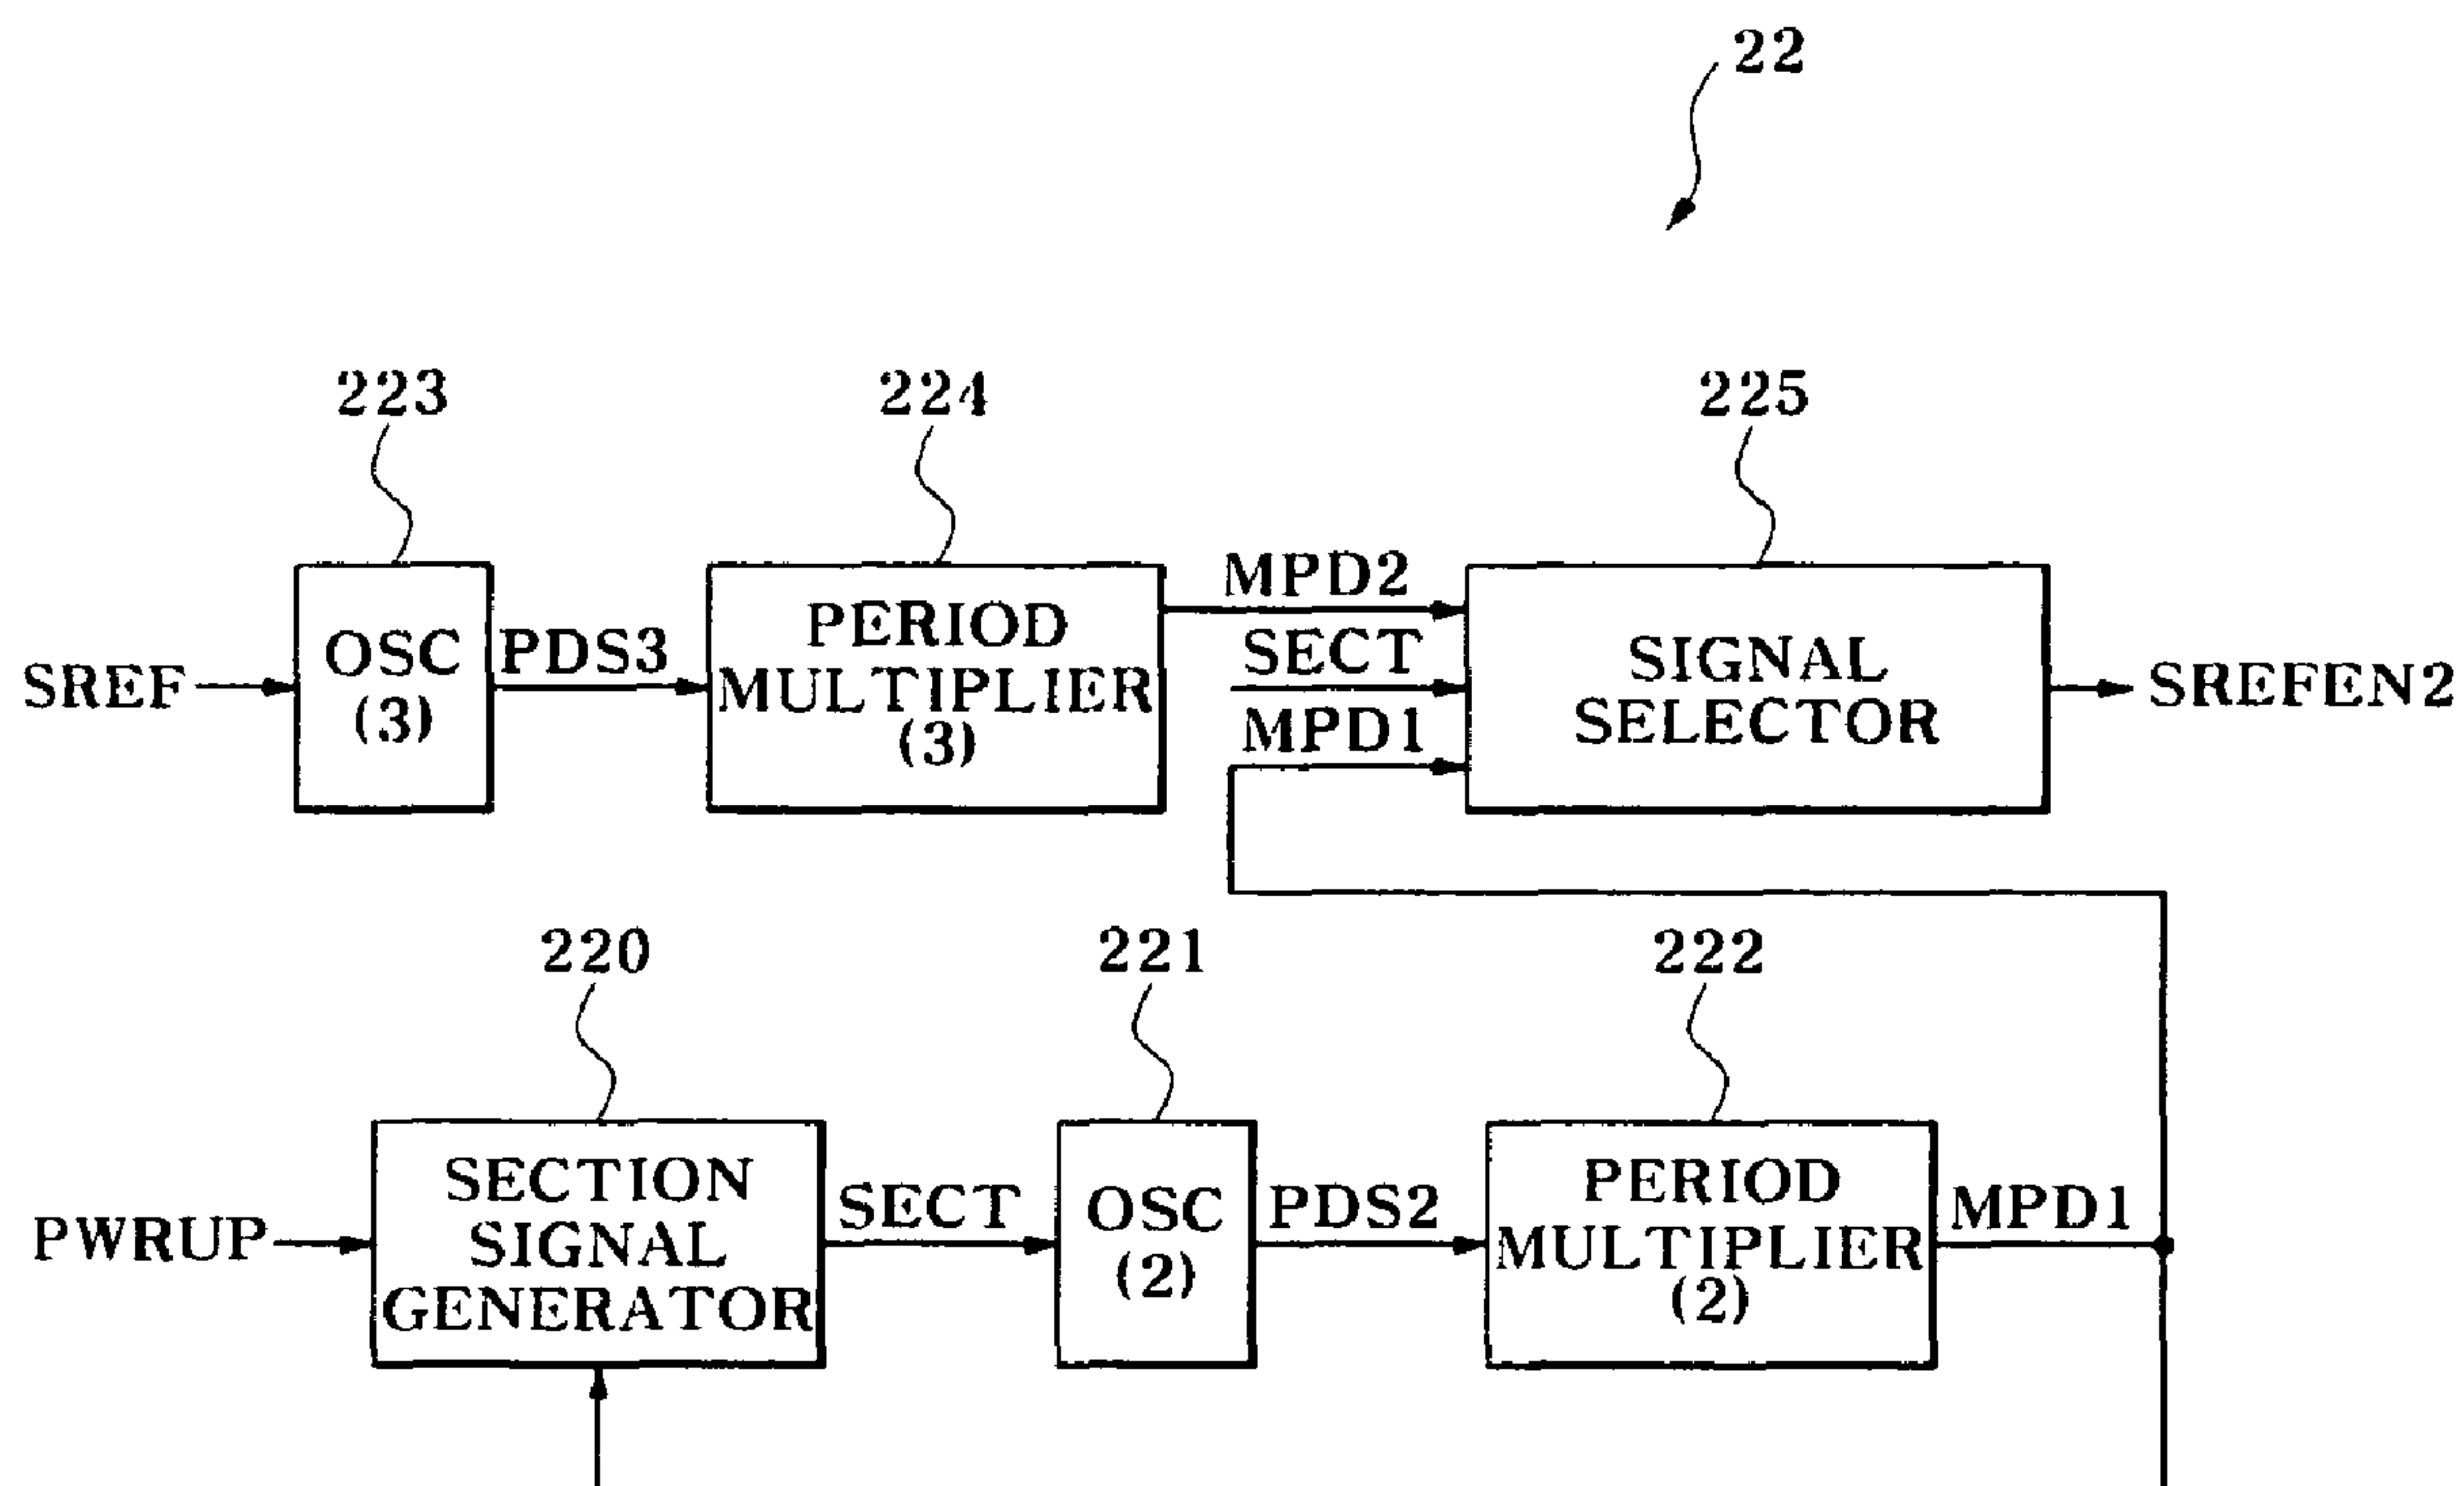 22
223
224
225
SREF
OSC
(3)
PDS3
PERIOD
MULTIPLIER
(3)
MPD2
SECT
MPD1
SIGNAL
SELECTOR
SREFEN2
220
221
222
PWRUP
SECTION
SIGNAL
GENERATOR
SECT
OSC
(2)
PDS2
PERIOD
MULTIPLIER
(2)
MPD1